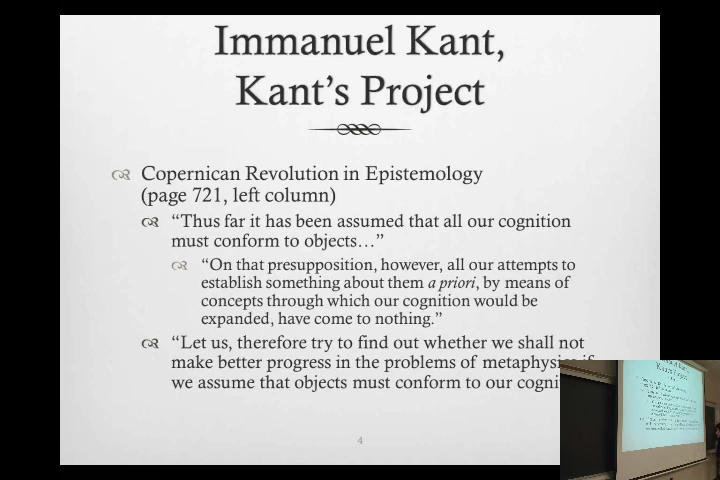 Immanuel Kant,
Kant's Project
Copernican Revolution in Epistemology
(page 721, left column)
“Thus far it has been assumed that all our cognition
must conform to objects…”
“On that presupposition, however, all our attempts to
establish something about them a priori, by means of
concepts through which our cognition would be
expanded, have come to nothing.”
“Let us, therefore try to find out whether we shall not
make better progress in the problems of metaphysics if
we assume that objects must conform to our
4
Kant's Project